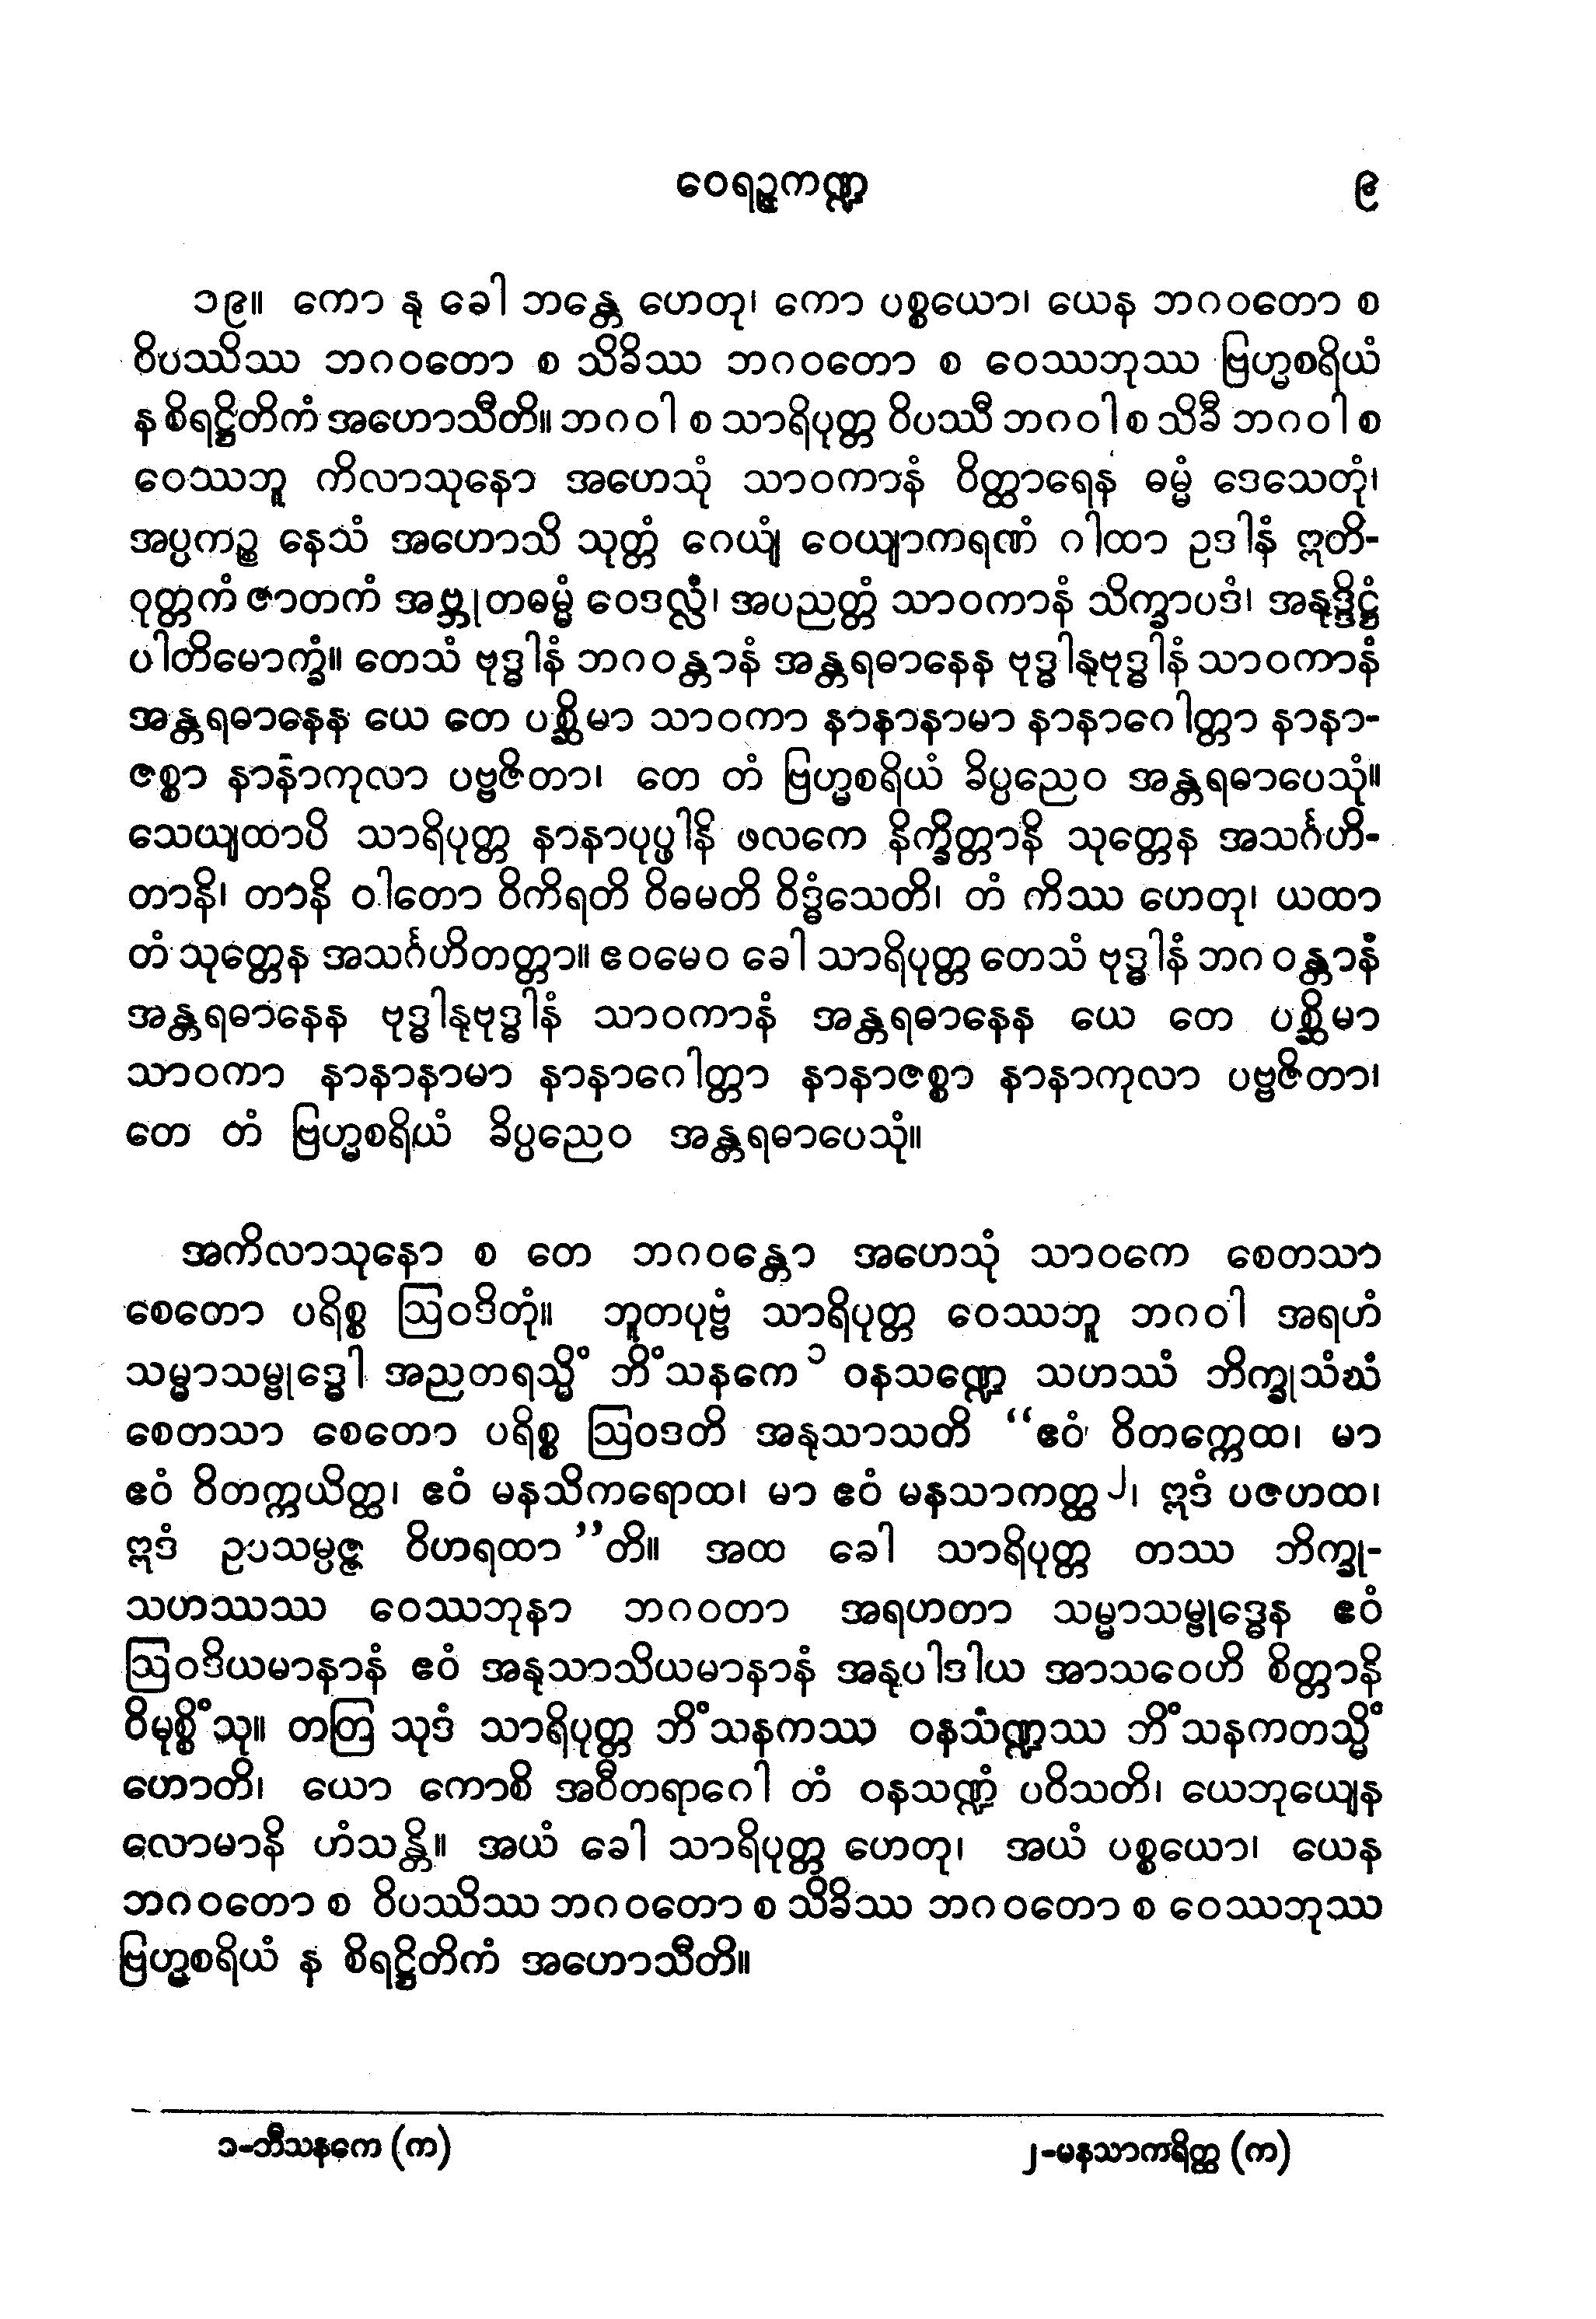 ဝေရဉ္ဇကဏ္ဍ ၉
၁၉။ ကော နု ခေါ ဘန္တေ ဟေတု၊ ကော ပစ္စယော၊ ယေန ဘဂဝတော စ
ဝိပဿိဿ ဘဂဝတော စ သိခိဿ ဘဂဝတော စ ဝေဿဘုဿ ဗြဟ္မစရိယံ
န စိရဋ္ဌိတိကံ အဟောသီတိ။ ဘဂဝါ စ သာရိပုတ္တ ဝိပဿီ ဘဂဝါ စ သိခီ ဘဂဝါ စ
ဝေဿဘူ ကိလာသုနော အဟေသုံ သာဝကာနံ ဝိတ္ထာရေန ဓမ္မံ ဒေသေတုံ၊
အပ္ပကဉ္စ နေသံ အဟောသိ သုတ္တံ ဂေယျံ ဝေယျာကရဏံ ဂါထာ ဥဒါနံ ဣတိ-
ဝုတ္တကံ ဇာတကံ အဗ္ဘုတဓမ္မံ ဝေဒလ္လံ၊ အပညတ္တံ သာဝကာနံ သိက္ခာပဒံ၊ အနုဒ္ဒိဋ္ဌံ
ပါတိမောက္ခံ။ တေသံ ဗုဒ္ဓါနံ ဘဂဝန္တာနံ အန္တရဓာနေန ဗုဒ္ဓါနုဗုဒ္ဓါနံ သာဝကာနံ
အန္တရဓာနေန ယေ တေ ပစ္ဆိမာ သာဝကာ နာနာနာမာ နာနာဂေါတ္တာ နာနာ-
ဇစ္စာ နာနာကုလာ ပဗ္ဗဇိတာ၊ တေ တံ ဗြဟ္မစရိယံ ခိပ္ပညေဝ အန္တရဓာပေသုံ။
သေယျထာပိ သာရိပုတ္တ နာနာပုပ္ဖါနိ ဖလကေ နိက္ခိတ္တာနိ သုတ္တေန အသင်္ဂဟိ-
တာနိ၊ တာနိ ဝါတော ဝိကိရတိ ဝိဓမတိ ဝိဒ္ဓံသေတိ၊ တံ ကိဿ ဟေတု၊ ယထာ
တံ သုတ္တေန အသင်္ဂဟိတတ္တာ။ ဧဝမေဝ ခေါ သာရိပုတ္တ တေသံ ဗုဒ္ဓါနံ ဘဂဝန္တာနံ
အန္တရဓာနေန ဗုဒ္ဓါနုဗုဒ္ဓါနံ သာဝကာနံ အန္တရဓာနေန ယေ တေ ပစ္ဆိမာ
သာဝကာ နာနာနာမာ နာနာဂေါတ္တာ နာနာဇစ္စာ နာနာကုလာ ပဗ္ဗဇိတာ၊
တေ တံ ဗြဟ္မစရိယံ ခိပ္ပညေဝ အန္တရဓာပေသုံ။
အကိလာသုနော စ တေ ဘဂဝန္တော အဟေသုံ သာဝကေ စေတသာ
စေတော ပရိစ္စ ဩဝဒိတုံ။ ဘူတပုဗ္ဗံ သာရိပုတ္တ ဝေဿဘူ ဘဂဝါ အရဟံ
သမ္မာသမ္ဗုဒ္ဓေါ အညတရသ္မိံ ဘိံသနကေ ၁ ဝနသဏ္ဍေ သဟဿံ ဘိက္ခုသံဃံ
စေတသာ စေတော ပရိစ္စ ဩဝဒတိ အနုသာသတိ “ဧဝံ ဝိတက္ကေထ၊ မာ
ဧဝံ ဝိတက္ကယိတ္ထ၊ ဧဝံ မနသိကရောထ၊ မာ ဧဝံ မနသာကတ္ထ ၂၊ ဣဒံ ပဇဟထ၊
ဣဒံ ဥပသမ္ပဇ္ဇ ဝိဟရထာ”တိ။ အထ ခေါ သာရိပုတ္တ တဿ ဘိက္ခု-
သဟဿဿ ဝေဿဘုနာ ဘဂဝတာ အရဟတာ သမ္မာသမ္ဗုဒ္ဓေန ဧဝံ
ဩဝဒိယမာနာနံ ဧဝံ အနုသာသိယမာနာနံ အနုပါဒါယ အာသဝေဟိ စိတ္တာနိ
ဝိမုစ္စိံသု။ တတြ သုဒံ သာရိပုတ္တ ဘိံသနကဿ ဝနသဏ္ဍဿ ဘိံသနကတသ္မိံ
ဟောတိ၊ ယော ကောစိ အဝီတရာဂေါ တံ ဝနသဏ္ဍံ ပဝိသတိ၊ ယေဘုယျေန
လောမာနိ ဟံသန္တိ။ အယံ ခေါ သာရိပုတ္တ ဟေတု၊ အယံ ပစ္စယော၊ ယေန
ဘဂဝတော စ ဝိပဿိဿ ဘဂဝတော စ သိခိဿ ဘဂဝတော စ ဝေဿဘုဿ
ဗြဟ္မစရိယံ န စိရဋ္ဌိတိကံ အဟောသီတိ။
၁-ဘီသနကေ (က) ၂-မနသာကရိတ္ထ (က)